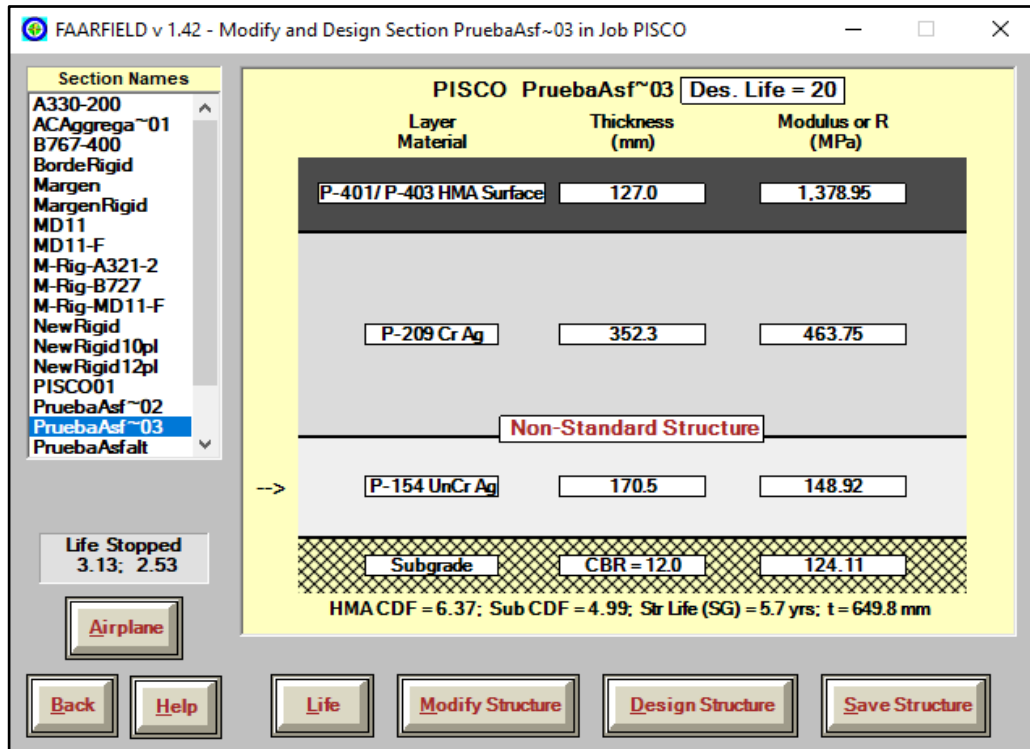 FAARFIELD v 1.42 - Modify and Design Section PruebaAsf~03 in Job PISCO
Section Names
A330-200
ACAggrega~01
B767-400
BordeRigid
Margen
MargenRigid
MD11
MD11-F
M-Rig-A321-2
M-Rig-B727
M-Rig-MD11-F
NewRigid
NewRigid10pl
NewRigid12pl
PISCO01
PruebaAsf~02
PruebaAsf~03
PruebaAsfalt
Life Stopped
3.13; 2.53
Airplane
Back Help
PISCO PruebaAsf~03 Des. Life = 20
Layer Material Thickness (mm) Modulus or R (MPa)
P-401/ P-403 HMA Surface 127.0 1,378.95
P-209 Cr Ag 352.3 463.75
Non-Standard Structure
--> P-154 UnCr Ag 170.5 148.92
Subgrade CBR = 12.0 124.11
HMA CDF = 6.37; Sub CDF = 4.99; Str Life (SG) = 5.7 yrs; t = 649.8 mm
Life Modify Structure Design Structure Save Structure